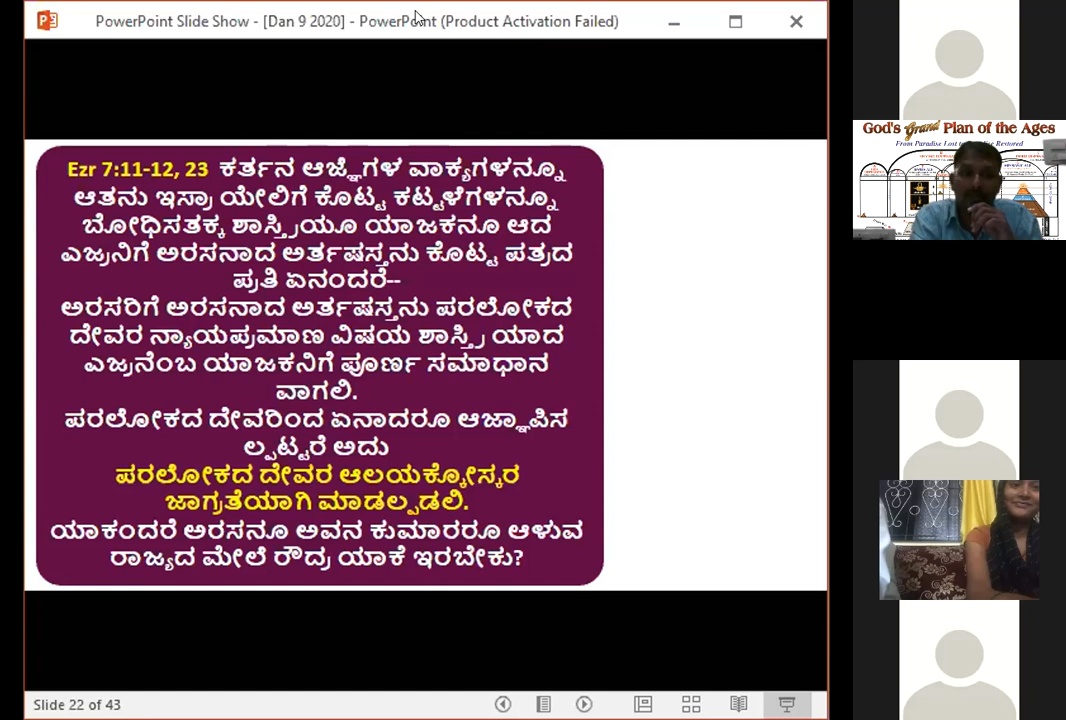 PowerPoint Slide Show - [Dan 9 2020] - PowerPoint (Product Activation Failed)
Ezr 7:11-12, 23 ಕರ್ತನ ಆಜ್ಞೆಗಳ ವಾಕ್ಯಗಳನ್ನೂ
ಆತನು ಇಸ್ರಾ ಯೇಲಿಗೆ ಕೊಟ್ಟ ಕಟ್ಟಳೆಗಳನ್ನೂ
ಬೋಧಿಸತಕ್ಕ ಶಾಸ್ತ್ರಿಯೂ ಯಾಜಕನೂ ಆದ
ಎಜ್ರನಿಗೆ ಅರಸನಾದ ಅರ್ತಷಸ್ತನು ಕೊಟ್ಟ ಪತ್ರದ
ಪ್ರತಿ ಏನಂದರೆ--
ಅರಸರಿಗೆ ಅರಸನಾದ ಅರ್ತಷಸ್ತನು ಪರಲೋಕದ
ದೇವರ ನ್ಯಾಯಪ್ರಮಾಣ ವಿಷಯ ಶಾಸ್ತ್ರಿ ಯಾದ
ಎಜ್ರನೆಂಬ ಯಾಜಕನಿಗೆ ಪೂರ್ಣ ಸಮಾಧಾನ
ವಾಗಲಿ.
ಪರಲೋಕದ ದೇವರಿಂದ ಏನಾದರೂ ಆಜ್ಞಾಪಿಸ
ಲ್ಪಟ್ಟರೆ ಅದು
ಪರಲೋಕದ ದೇವರ ಆಲಯಕ್ಕೋಸ್ಕರ
ಜಾಗ್ರತೆಯಾಗಿ ಮಾಡಲ್ಪಡಲಿ.
ಯಾಕಂದರೆ ಅರಸನೂ ಅವನ ಕುಮಾರರೂ ಆಳುವ
ರಾಜ್ಯದ ಮೇಲೆ ರೌದ್ರ ಯಾಕೆ ಇರಬೇಕು?
Slide 22 of 43
God's Grand Plan of the Ages